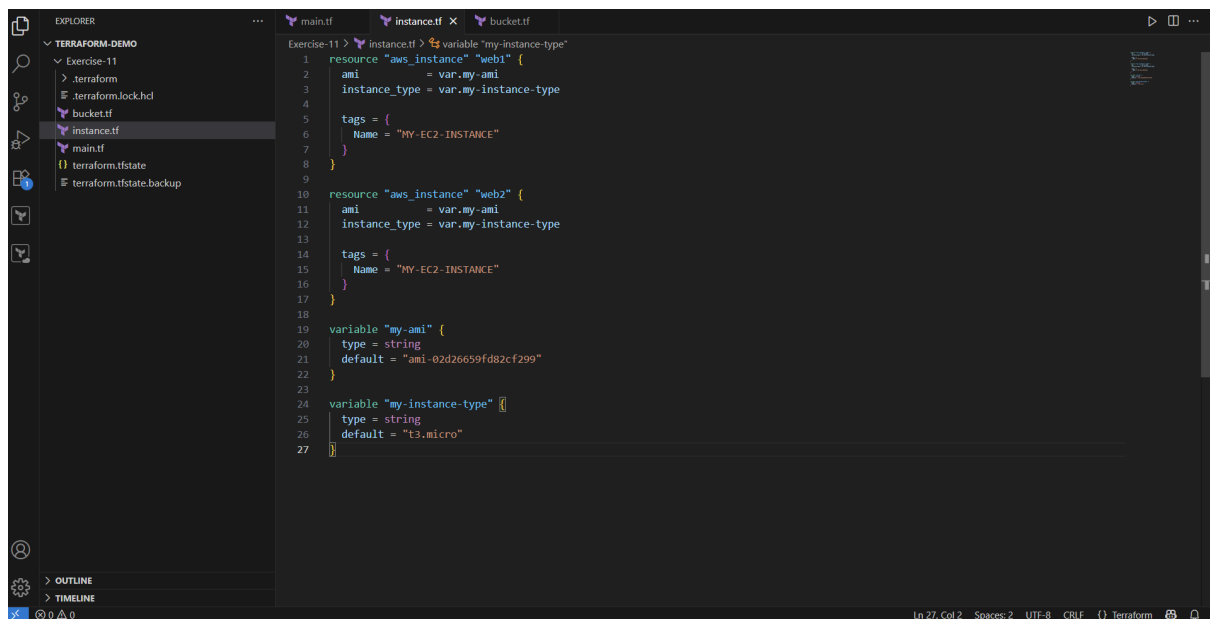 EXPLORER
···
TERRAFORM-DEMO
Exercise-11
.terraform
.terraform.lock.hcl
bucket.tf
instance.tf
main.tf
{} terraform.tfstate
terraform.tfstate.backup
OUTLINE
TIMELINE
1
main.tf
instance.tf
bucket.tf
Exercise-11 > instance.tf > variable "my-instance-type"
1 resource "aws_instance" "web1" {
2 ami = var.my-ami
3 instance_type = var.my-instance-type
4
5 tags = {
6 Name = "MY-EC2-INSTANCE"
7 }
8 }
9
10 resource "aws_instance" "web2" {
11 ami = var.my-ami
12 instance_type = var.my-instance-type
13
14 tags = {
15 Name = "MY-EC2-INSTANCE"
16 }
17 }
18
19 variable "my-ami" {
20 type = string
21 default = "ami-02d26659fd82cf299"
22 }
23
24 variable "my-instance-type" {
25 type = string
26 default = "t3.micro"
27 }
0 0
Ln 27, Col 2 Spaces: 2 UTF-8 CRLF {} Terraform